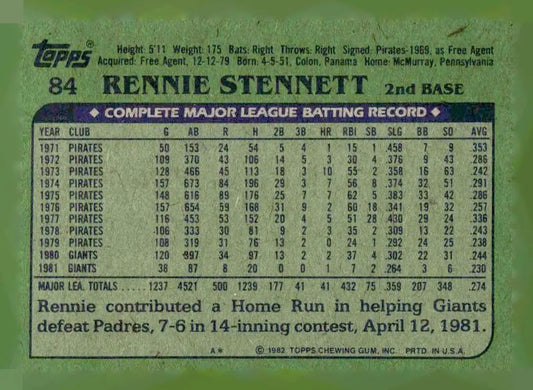 topps® Height: 5'11 Weight: 175 Bats: Right Throws: Right Signed: Pirates-1969, as Free Agent
Acquired: Free Agent, 12-12-79 Born: 4-5-51, Colon, Panama Home: McMurray, Pennsylvania
84 RENNIE STENNETT 2nd BASE
◆ COMPLETE MAJOR LEAGUE BATTING RECORD ◆
YEAR CLUB G AB R H 2B 3B HR RBI SB SLG BB SO AVG
1971 PIRATES 50 153 24 54 5 4 1 15 1 .458 7 9 .353
1972 PIRATES 109 370 43 106 14 5 3 30 4 .376 9 43 .286
1973 PIRATES 128 466 45 113 18 3 10 55 2 .358 16 63 .242
1974 PIRATES 157 673 84 196 29 3 7 56 8 .374 32 51 .291
1975 PIRATES 148 616 89 176 25 7 7 62 5 .383 33 42 .286
1976 PIRATES 157 654 59 168 31 9 2 60 18 .341 19 32 .257
1977 PIRATES 116 453 53 152 20 4 5 51 28 .430 29 24 .336
1978 PIRATES 106 333 30 81 9 2 3 35 2 .309 13 22 .243
1979 PIRATES 108 319 31 76 13 2 0 24 1 .292 24 25 .238
1980 GIANTS 120 397 34 97 13 2 2 37 4 .302 22 31 .244
1981 GIANTS 38 87 8 20 0 0 1 7 2 .264 3 6 .230
MAJOR LEA. TOTALS 1237 4521 500 1239 177 41 41 432 75 .359 207 348 .274
Rennie contributed a Home Run in helping Giants
defeat Padres, 7-6 in 14-inning contest, April 12, 1981.
A* © 1982 TOPPS CHEWING GUM, INC. PRTD. IN U.S.A.